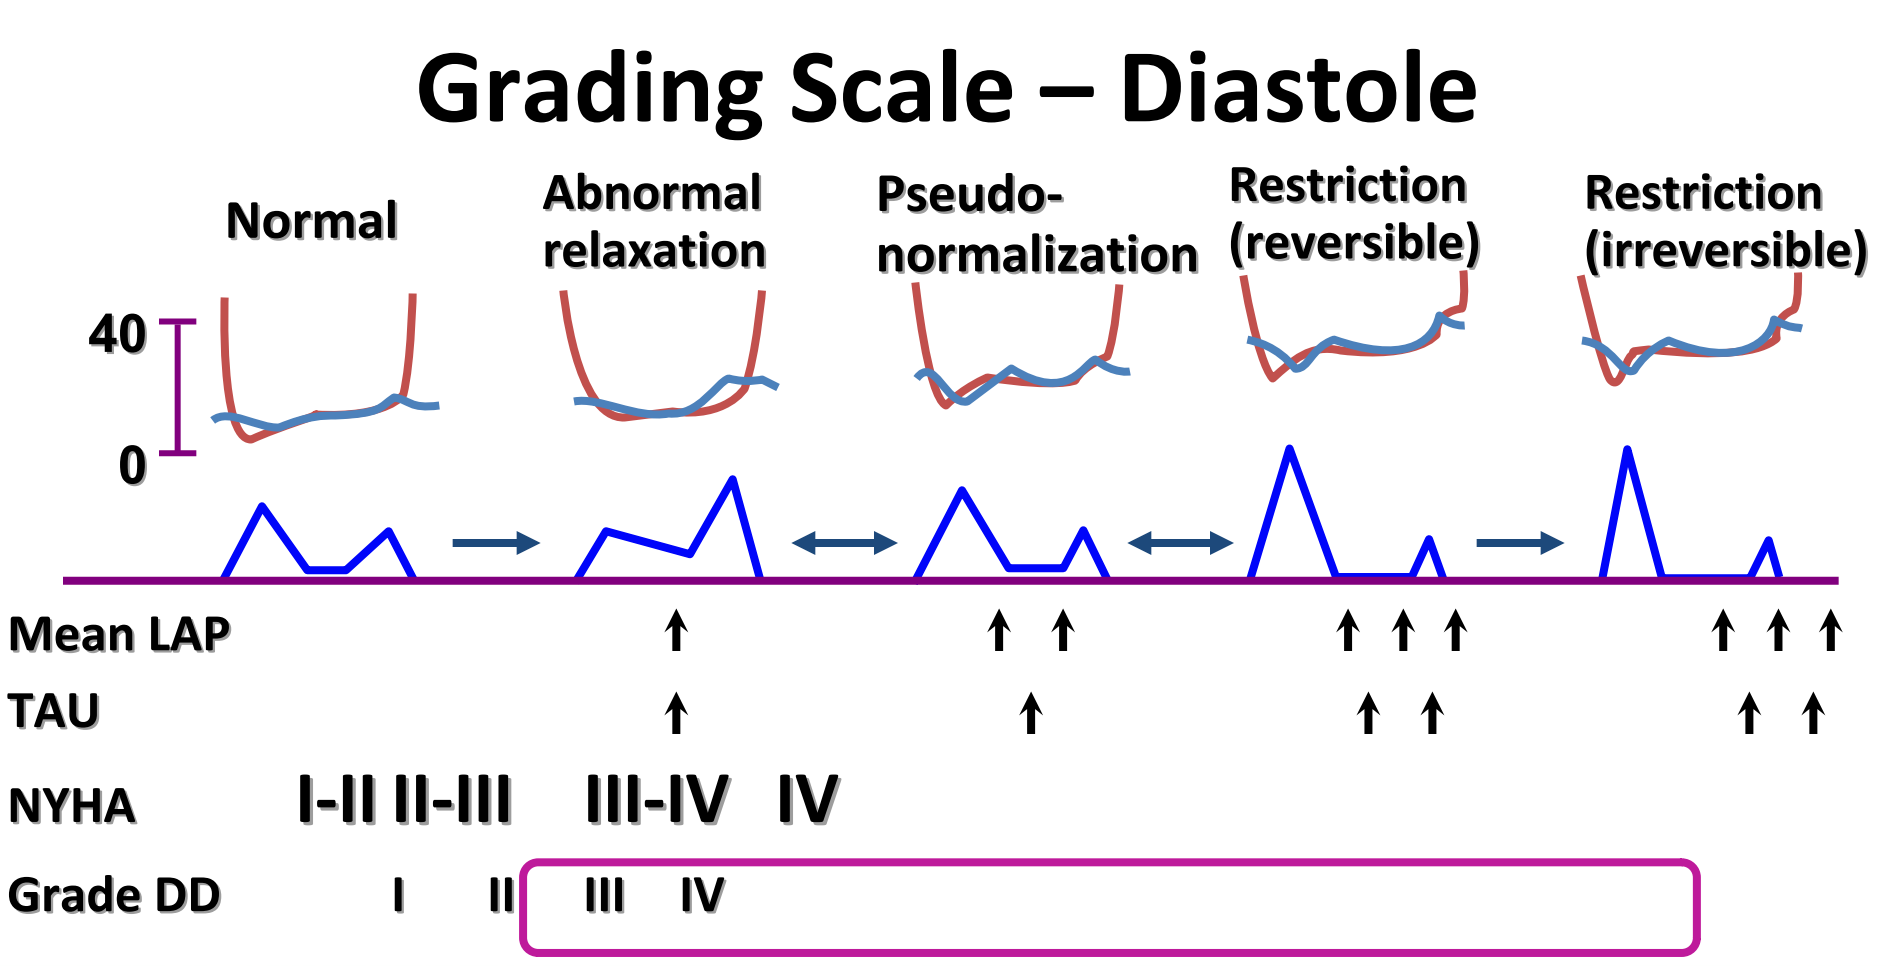 Grading Scale – Diastole
Normal
Abnormal
relaxation
Pseudo-
normalization
Restriction
(reversible)
Restriction
(irreversible)
40
0
Mean LAP
TAU
NYHA I-II II-III III-IV IV
Grade DD I II III IV